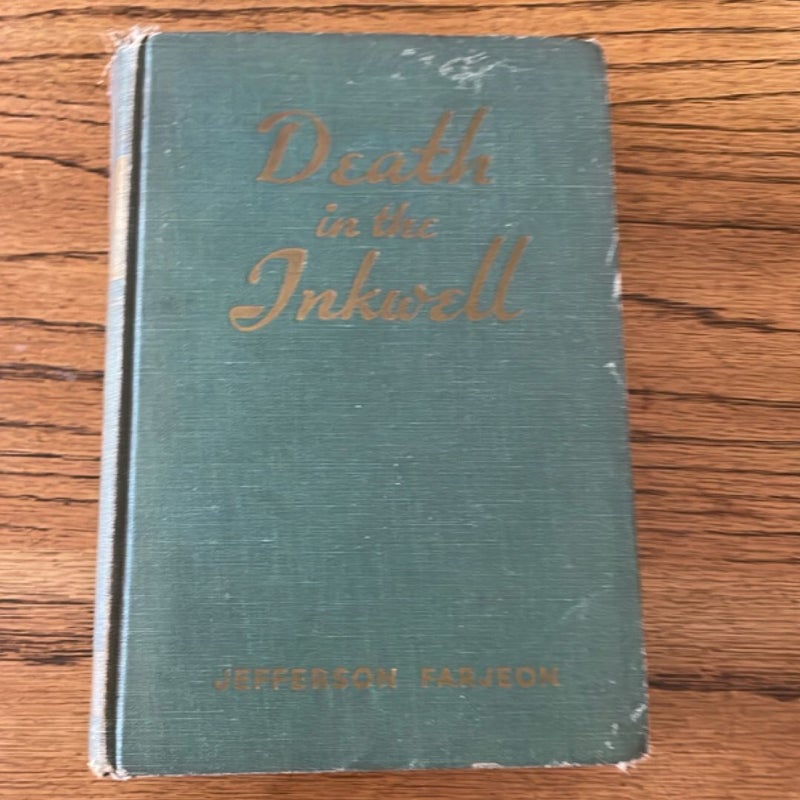 Death
in the
Inkwell
JEFFERSON FARJEON